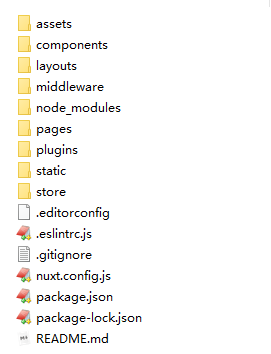 assets
components
layouts
middleware
node_modules
pages
plugins
static
store
.editorconfig
.eslintrc.js
.gitignore
nuxt.config.js
package.json
package-lock.json
README.md